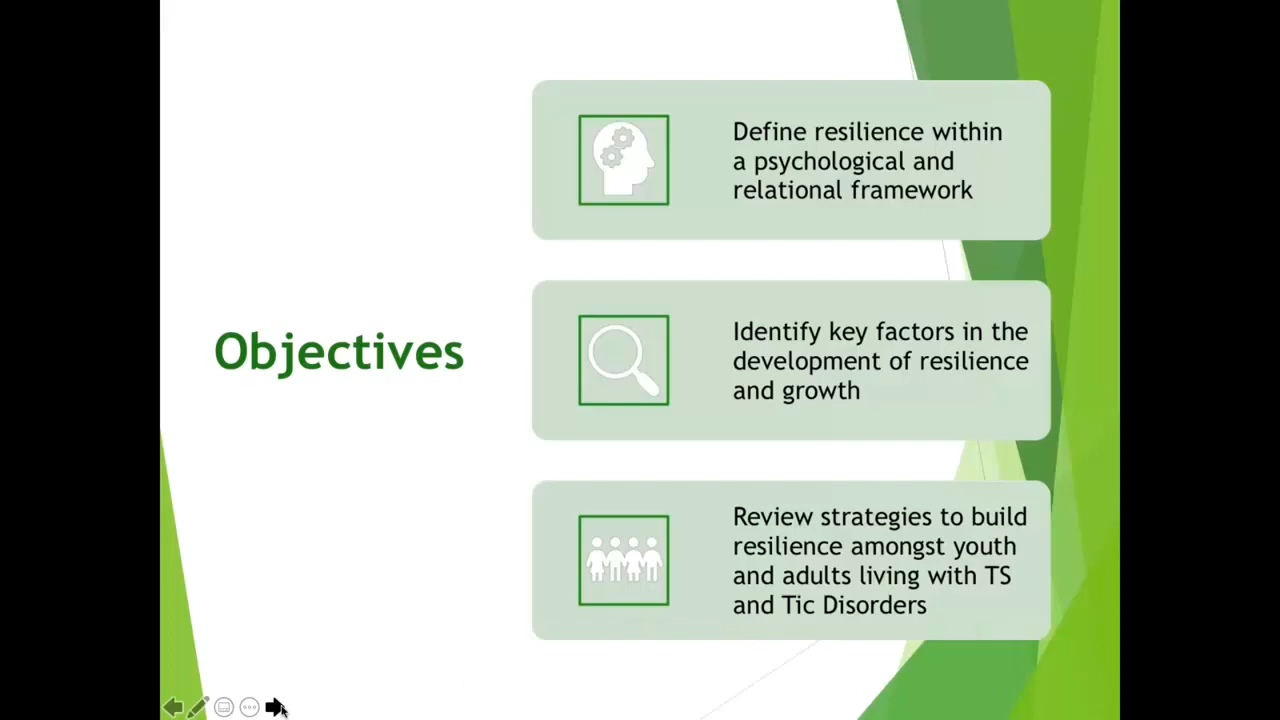 Objectives
Define resilience within
a psychological and
relational framework
Identify key factors in the
development of resilience
and growth
Review strategies to build
resilience amongst youth
and adults living with TS
and Tic Disorders